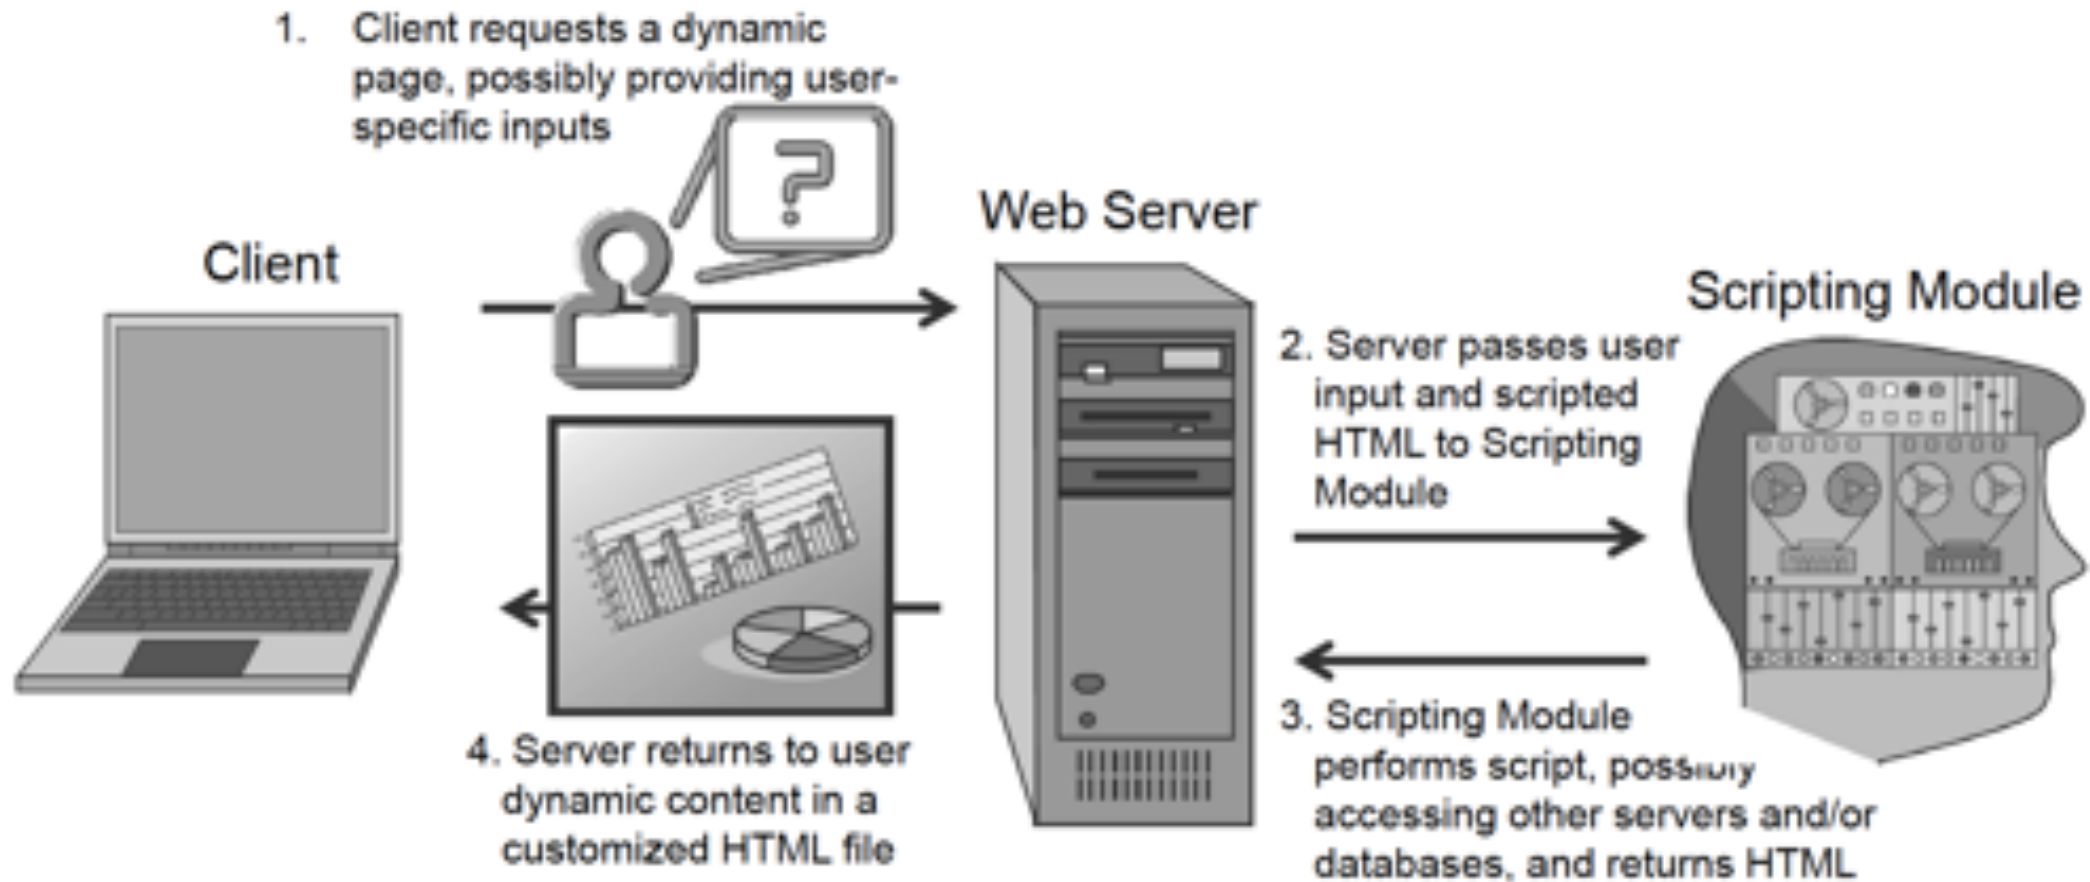 1. Client requests a dynamic
page, possibly providing user-
specific inputs
Client
Web Server
Scripting Module
2. Server passes user
input and scripted
HTML to Scripting
Module
4. Server returns to user
dynamic content in a
customized HTML file
3. Scripting Module
performs script, possibly
accessing other servers and/or
databases, and returns HTML
?